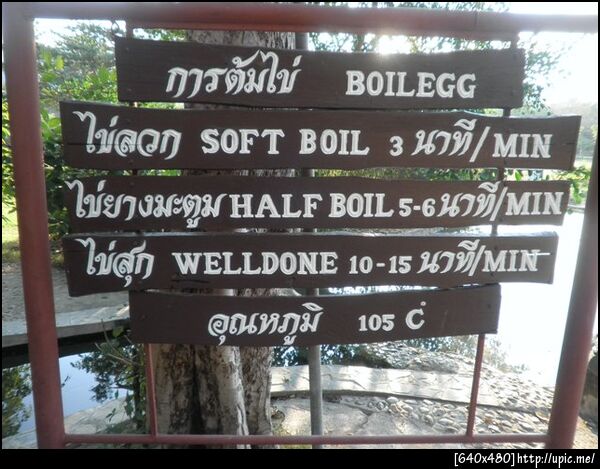 การต้มไข่ BOILEGG
ไข่ลวก SOFT BOIL 3 นาที/MIN
ไข่ยางมะตูม HALF BOIL 5-6 นาที/MIN
ไข่สุก WELLDONE 10-15 นาที/MIN
อุณหภูมิ 105 C̊
[640x480]http://upic.me/